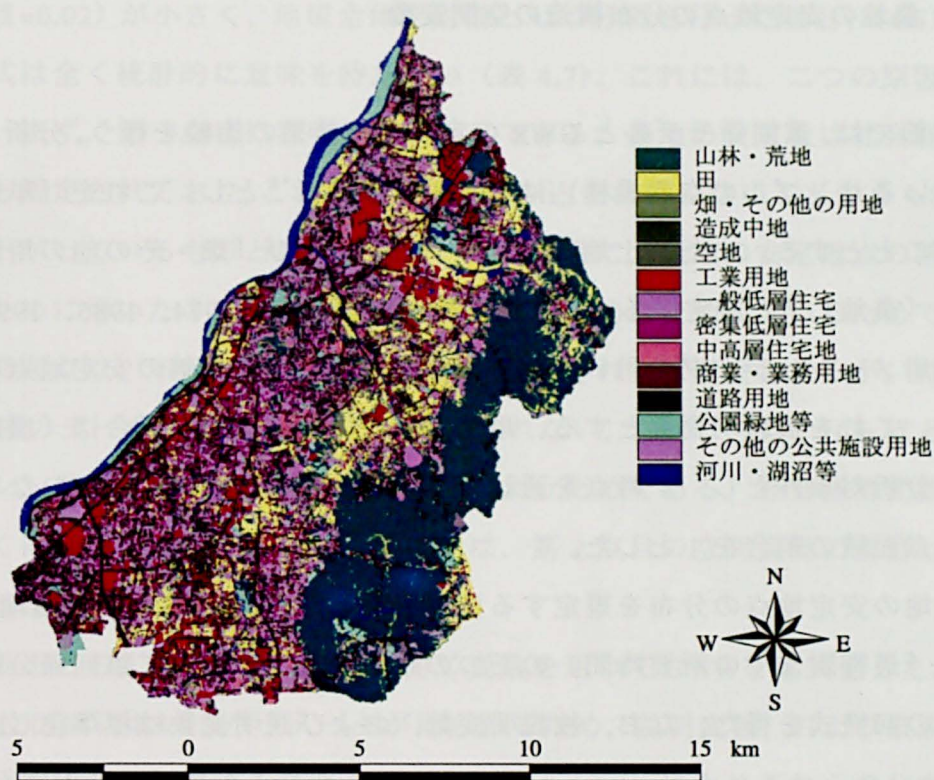 山林・荒地
田
畑・その他の用地
造成中地
空地
工業用地
一般低層住宅
密集低層住宅
中高層住宅地
商業・業務用地
道路用地
公園緑地等
その他の公共施設用地
河川・湖沼等
N
W E
S
5 0 5 10 15 km